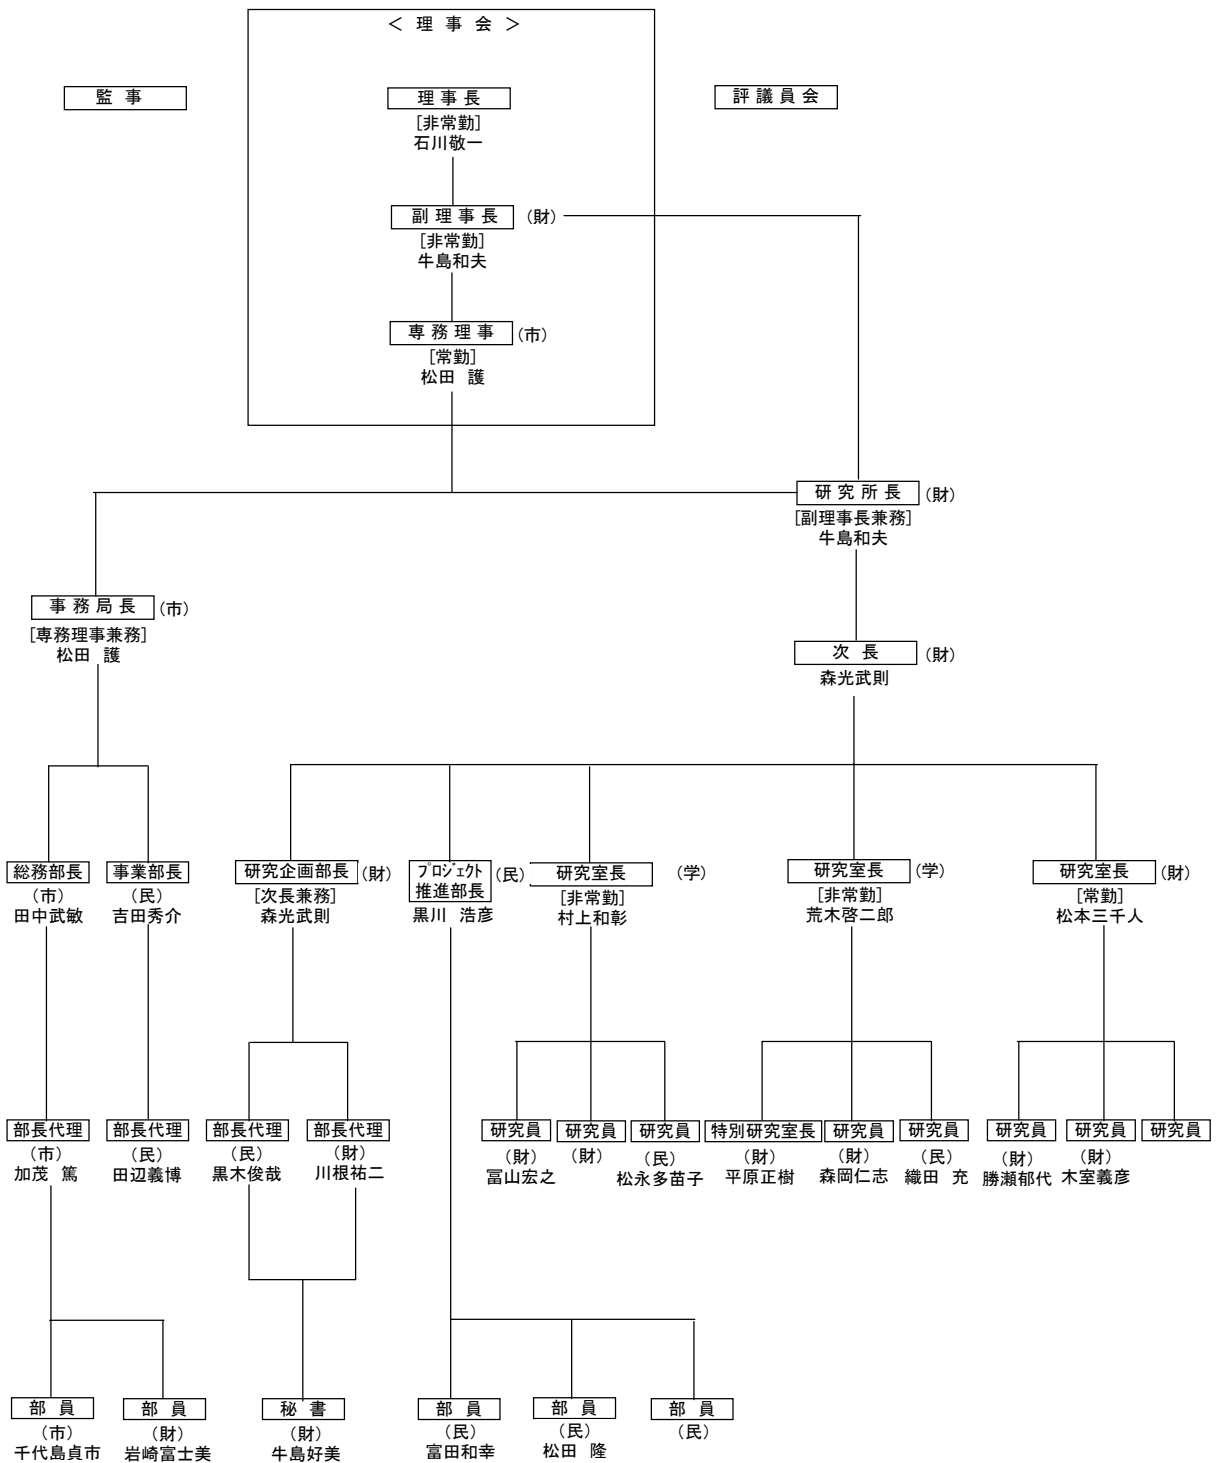 ＜ 理 事 会 ＞
監 事
理 事 長
評 議 員 会
[非常勤]
石川敬一
副 理 事 長 （財）
[非常勤]
牛島和夫
専 務 理 事 （市）
[常勤]
松田 護
研 究 所 長 （財）
[副理事長兼務]
牛島和夫
事 務 局 長 （市）
[専務理事兼務]
松田 護
次 長 （財）
森光武則
総務部長
（市）
田中武敏
事業部長
（民）
吉田秀介
研究企画部長 （財）
[次長兼務]
森光武則
プロジェクト
推進部長 （民）
黒川 浩彦
研究室長 （学）
[非常勤]
村上和彰
研究室長 （学）
[非常勤]
荒木啓二郎
研究室長 （財）
[常勤]
松本三千人
部長代理
（市）
加茂 篤
部長代理
（民）
田辺義博
部長代理
（民）
黒木俊哉
部長代理
（財）
川根祐二
研究員
（財）
冨山宏之
研究員
（財）
研究員
（民）
松永多苗子
特別研究室長
（財）
平原正樹
研究員
（財）
森岡仁志
研究員
（民）
織田 充
研究員
（財）
勝瀬郁代
研究員
（財）
木室義彦
研究員
部 員
（市）
千代島貞市
部 員
（財）
岩崎富士美
秘 書
（財）
牛島好美
部 員
（民）
富田和幸
部 員
（民）
松田 隆
部 員
（民）